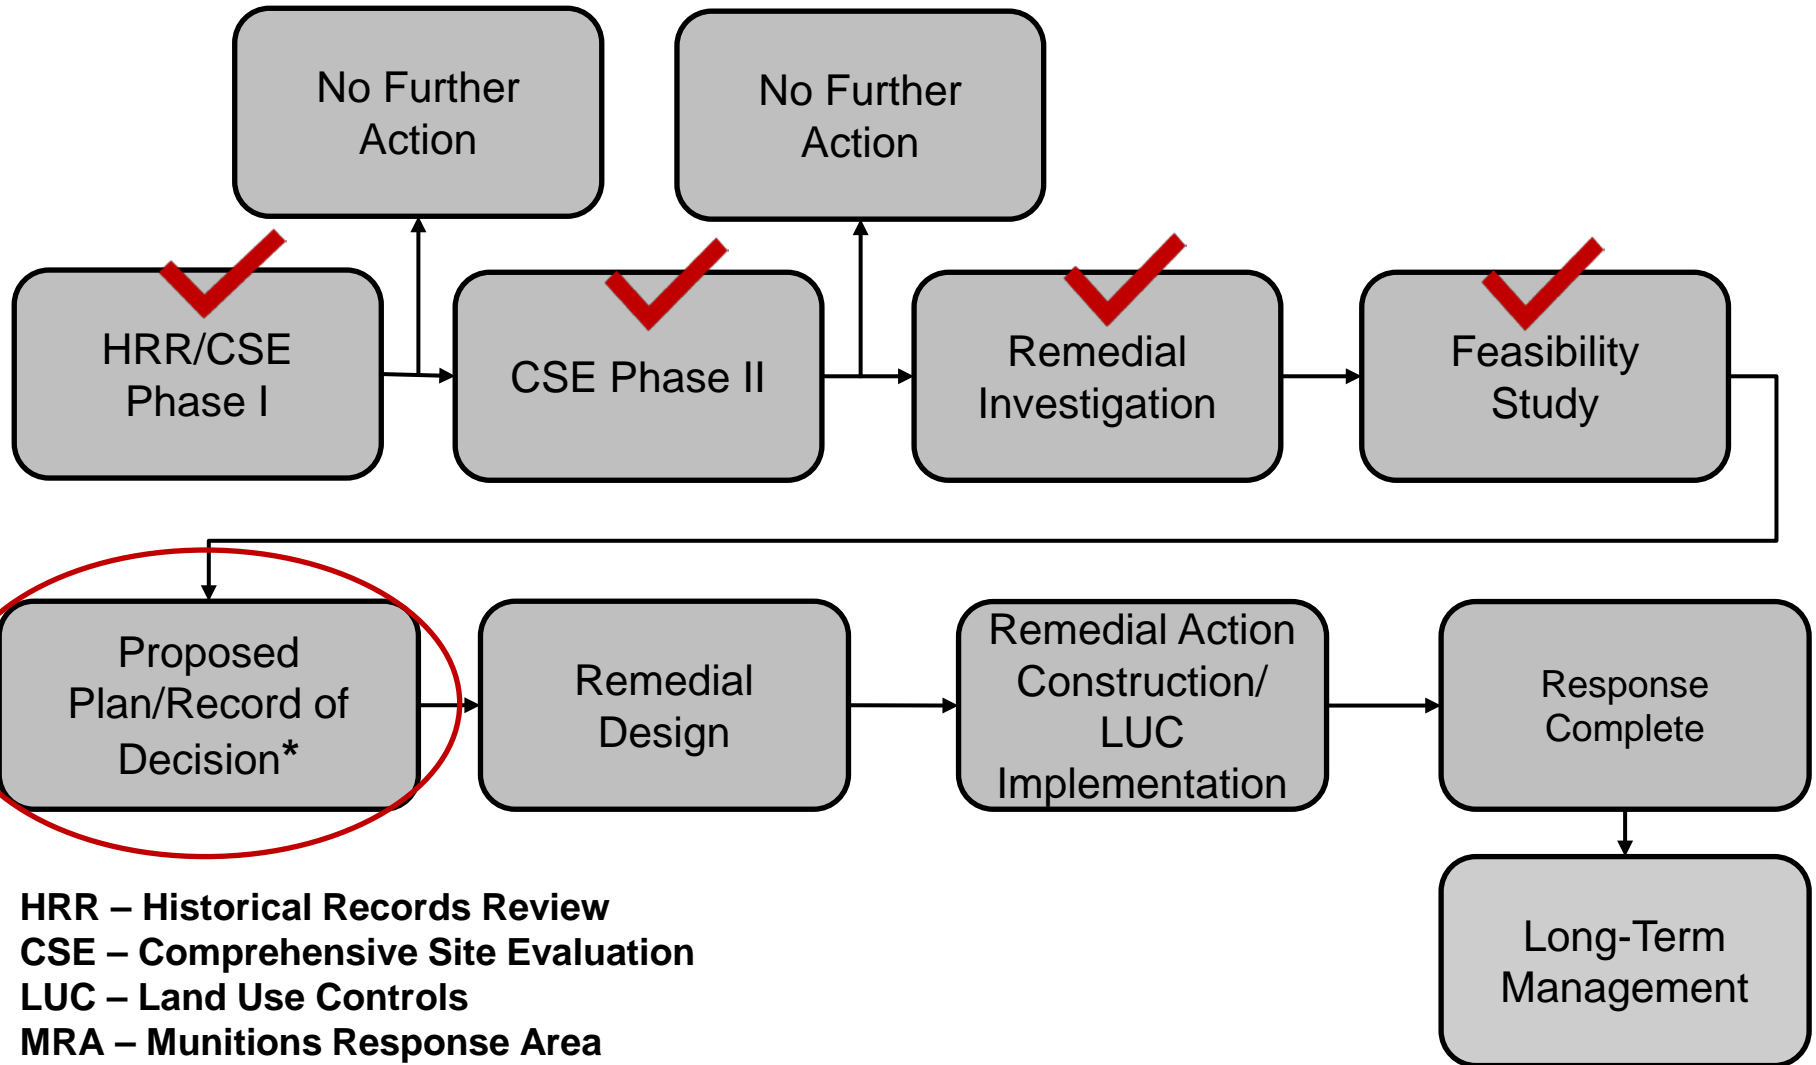 No Further
Action
No Further
Action
HRR/CSE
Phase I
CSE Phase II
Remedial
Investigation
Feasibility
Study
Proposed
Plan/Record of
Decision*
Remedial
Design
Remedial Action
Construction/
LUC
Implementation
Response
Complete
Long-Term
Management
HRR – Historical Records Review
CSE – Comprehensive Site Evaluation
LUC – Land Use Controls
MRA – Munitions Response Area